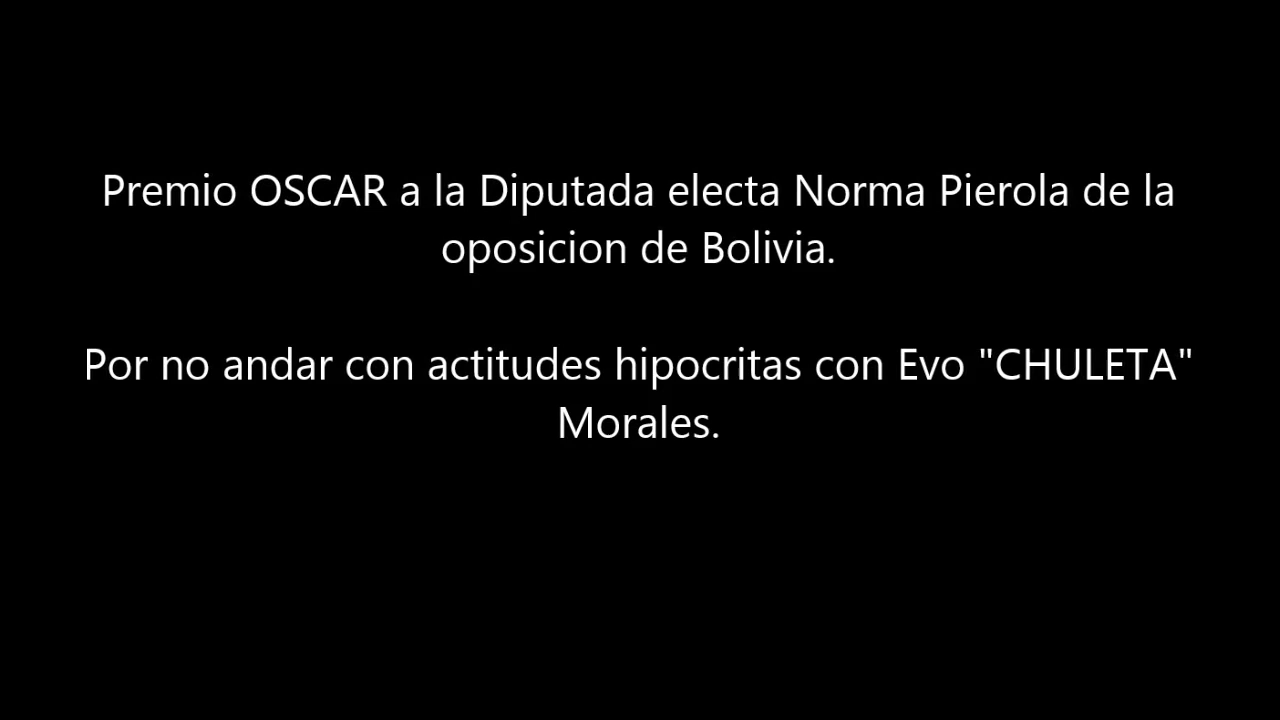 Premio OSCAR a la Diputada electa Norma Pierola de la
oposicion de Bolivia.
Por no andar con actitudes hipocritas con Evo "CHULETA"
Morales.